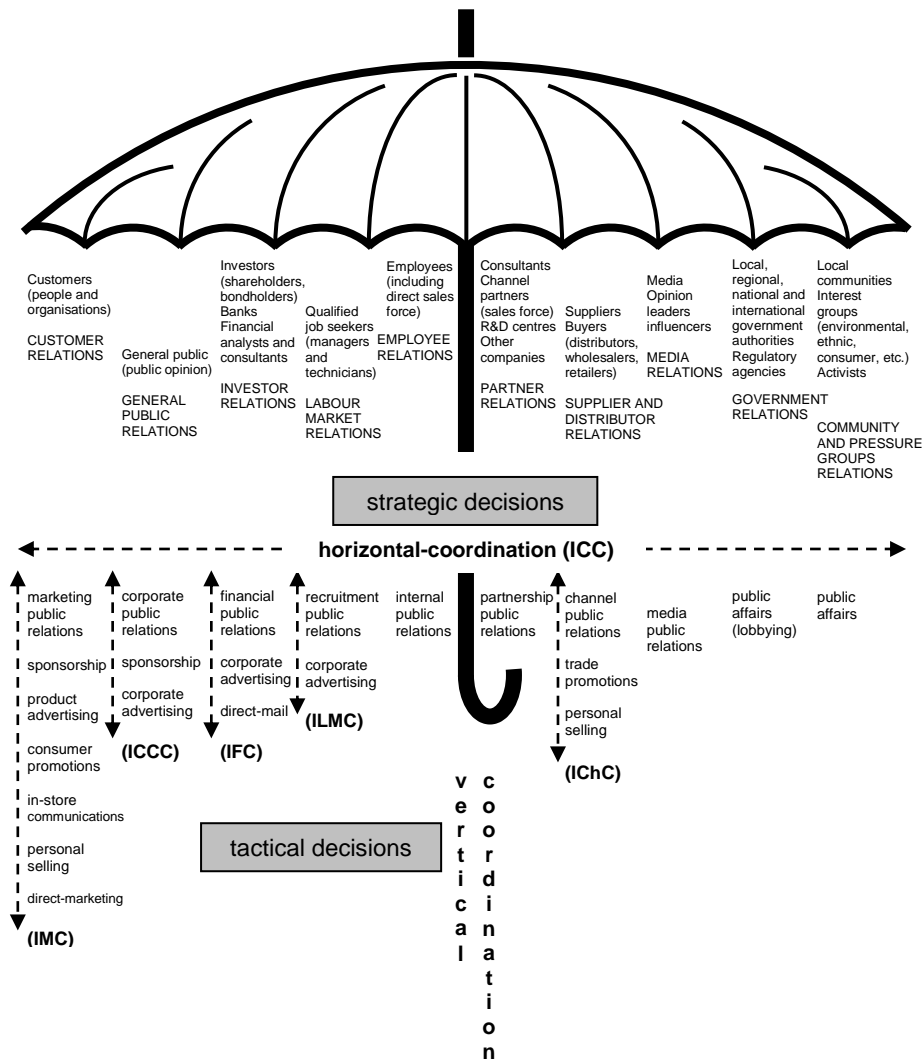 Customers
(people and
organisations)
CUSTOMER
RELATIONS
General public
(public opinion)
GENERAL
PUBLIC
RELATIONS
Investors
(shareholders,
bondholders)
Banks
Financial
analysts and
consultants
INVESTOR
RELATIONS
Qualified
job seekers
(managers
and
technicians)
LABOUR
MARKET
RELATIONS
Employees
(including
direct sales
force)
EMPLOYEE
RELATIONS
Consultants
Channel
partners
(sales force)
R&D centres
Other
companies
PARTNER
RELATIONS
Suppliers
Buyers
(distributors,
wholesalers,
retailers)
SUPPLIER AND
DISTRIBUTOR
RELATIONS
Media
Opinion
leaders
influencers
MEDIA
RELATIONS
Local,
regional,
national and
international
government
authorities
Regulatory
agencies
GOVERNMENT
RELATIONS
Local
communities
Interest
groups
(environmental,
ethnic,
consumer, etc.)
Activists
COMMUNITY
AND PRESSURE
GROUPS
RELATIONS
strategic decisions
horizontal-coordination (ICC)
marketing
public
relations
sponsorship
product
advertising
consumer
promotions
in-store
communications
personal
selling
direct-marketing
(IMC)
corporate
public
relations
sponsorship
corporate
advertising
(ICCC)
financial
public
relations
corporate
advertising
direct-mail
(IFC)
recruitment
public
relations
corporate
advertising
(ILMC)
internal
public
relations
partnership
public
relations
channel
public
relations
trade
promotions
personal
selling
(IChC)
media
public
relations
public
affairs
(lobbying)
public
affairs
tactical decisions
vertical
coordination